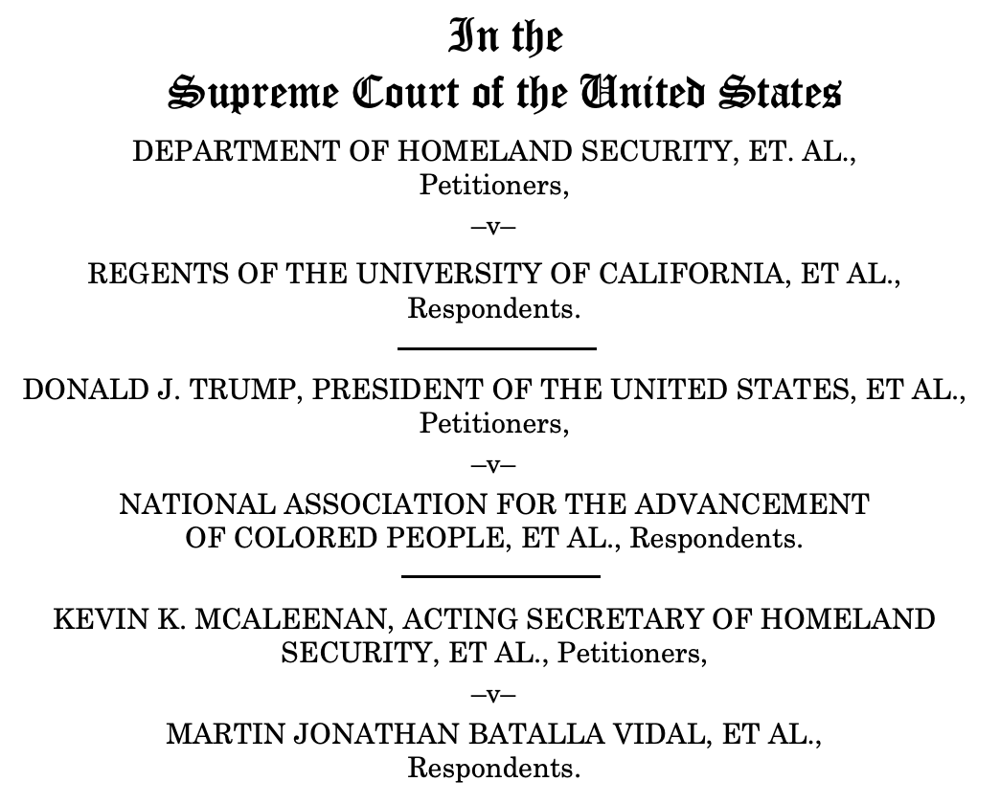 In the
Supreme Court of the United States
DEPARTMENT OF HOMELAND SECURITY, ET. AL.,
Petitioners,
–v–
REGENTS OF THE UNIVERSITY OF CALIFORNIA, ET AL.,
Respondents.
DONALD J. TRUMP, PRESIDENT OF THE UNITED STATES, ET AL.,
Petitioners,
–v–
NATIONAL ASSOCIATION FOR THE ADVANCEMENT
OF COLORED PEOPLE, ET AL., Respondents.
KEVIN K. MCALEENAN, ACTING SECRETARY OF HOMELAND
SECURITY, ET AL., Petitioners,
–v–
MARTIN JONATHAN BATALLA VIDAL, ET AL.,
Respondents.